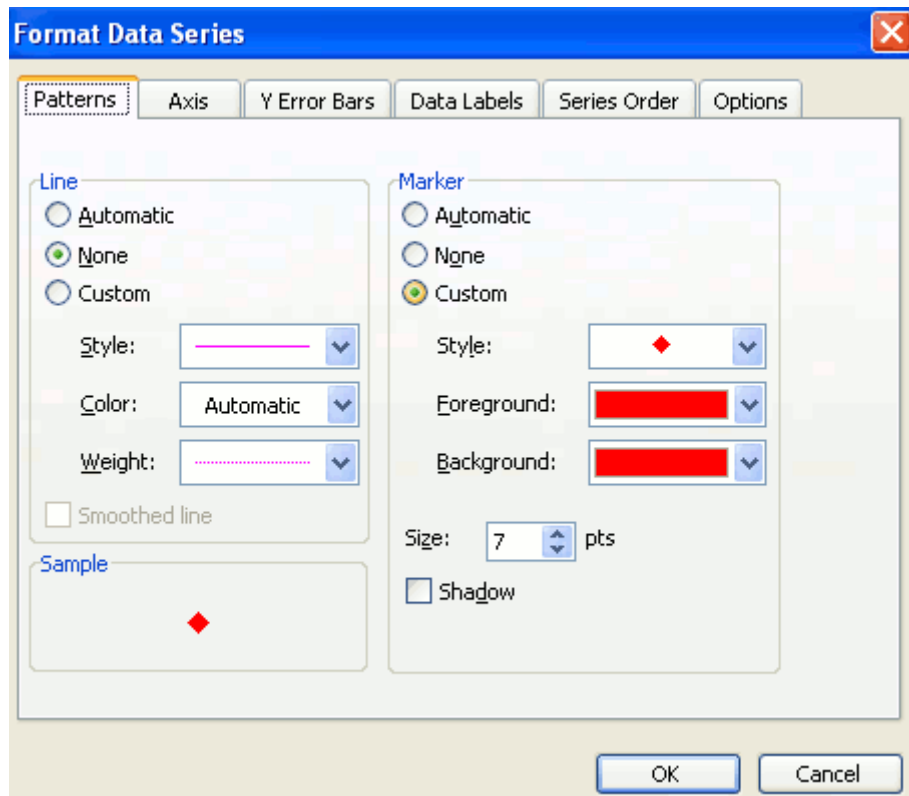 Format Data Series
Patterns Axis Y Error Bars Data Labels Series Order Options
Line
Automatic
None
Custom
Style:
Color: Automatic
Weight:
Smoothed line
Sample
Marker
Automatic
None
Custom
Style:
Foreground:
Background:
Size: 7 pts
Shadow
OK Cancel